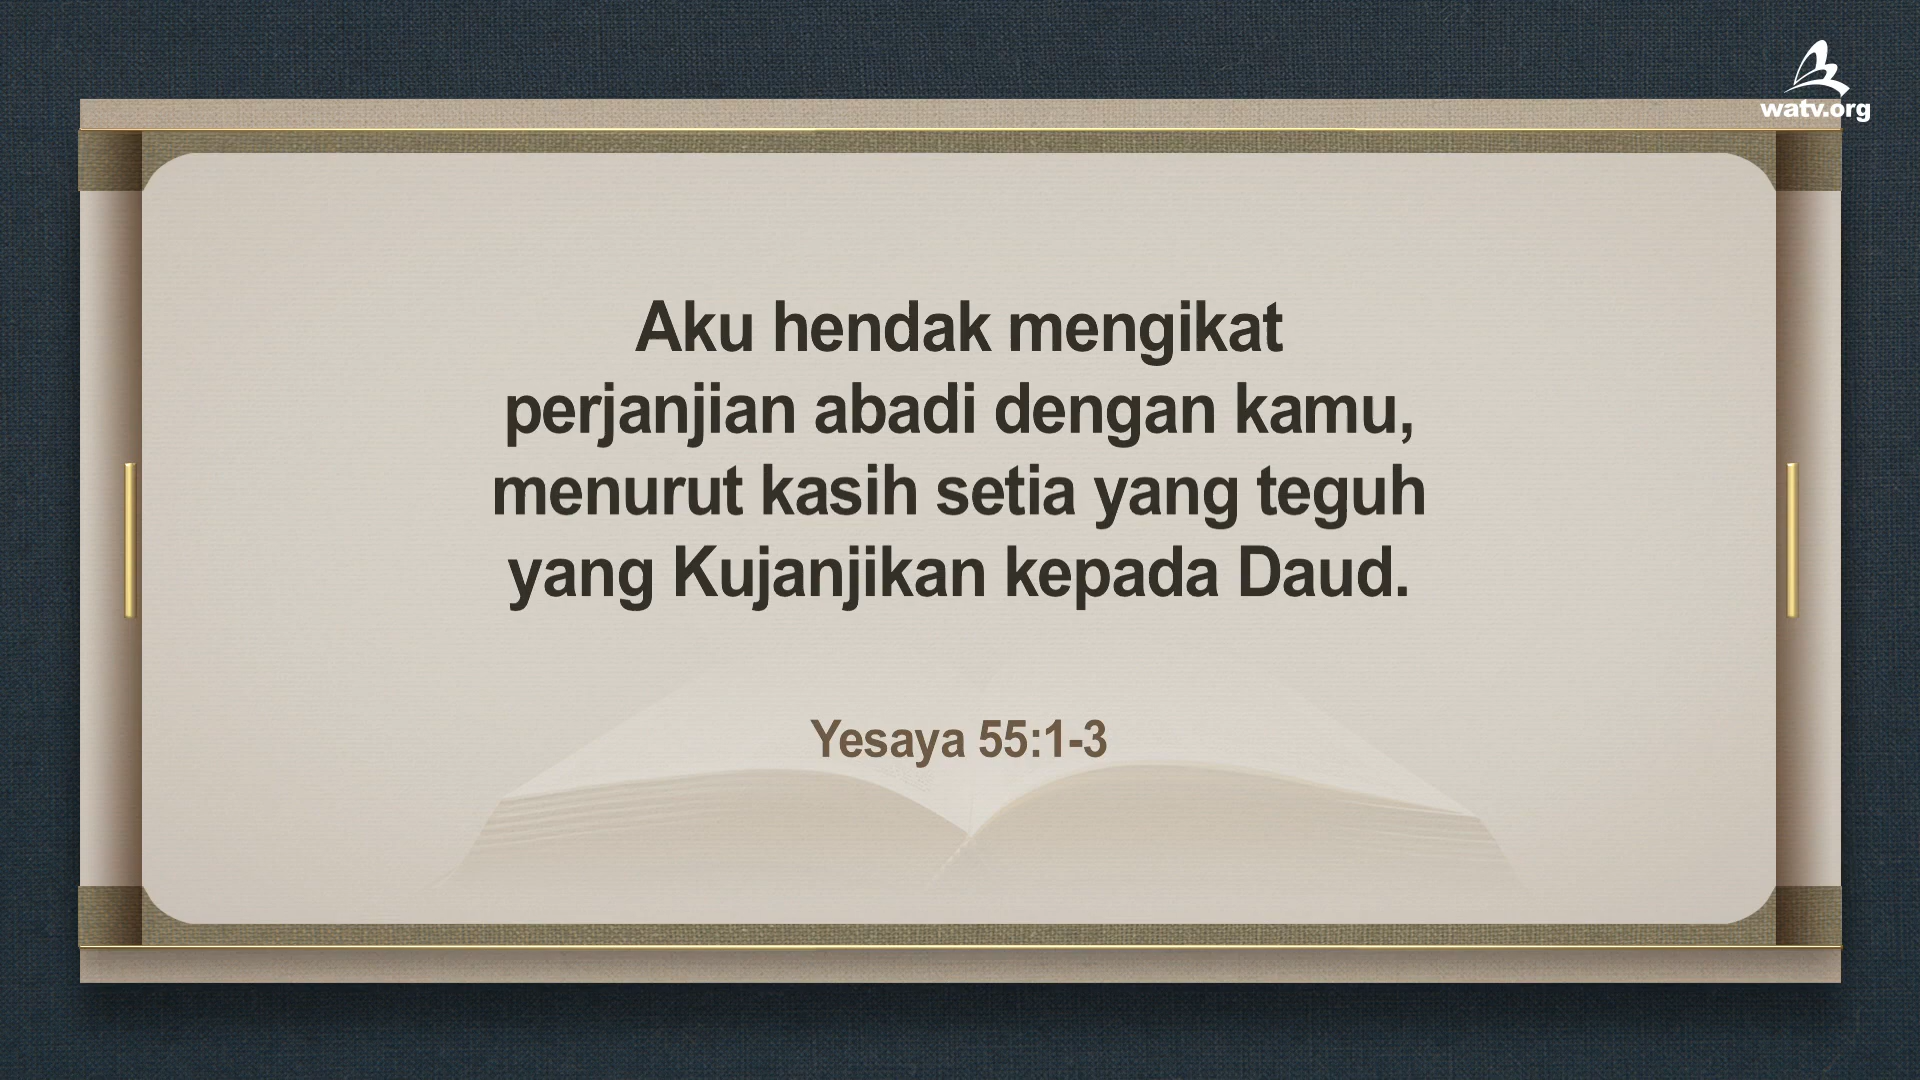 watv.org
Aku hendak mengikat
perjanjian abadi dengan kamu,
menurut kasih setia yang teguh
yang Kujanjikan kepada Daud.
Yesaya 55:1-3